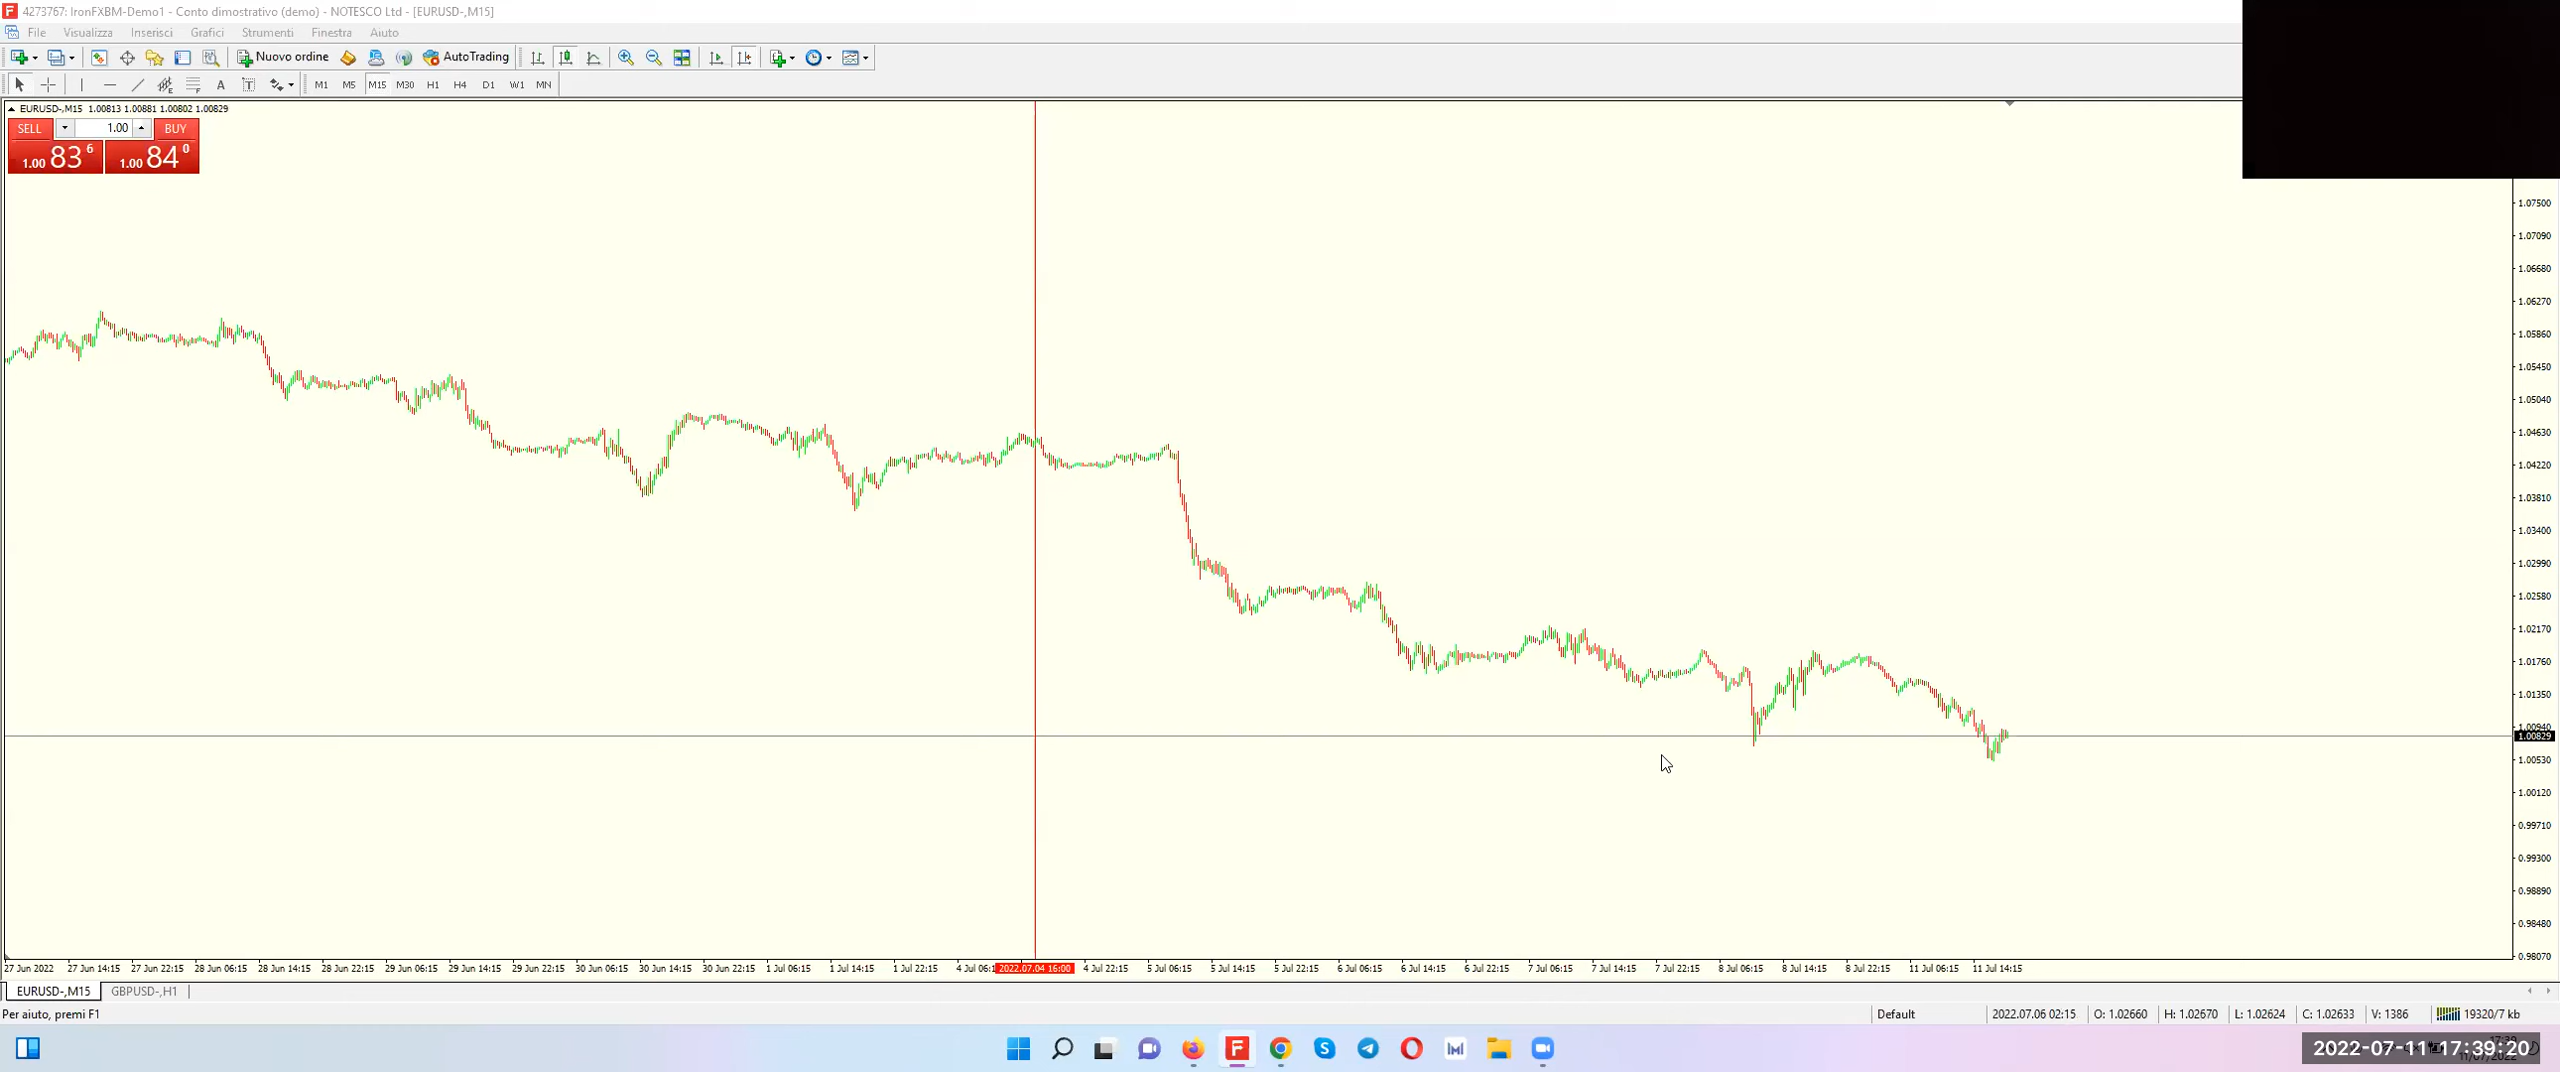 4273767: IronFXBM-Demo1 - Conto dimostrativo (demo) - NOTESCO Ltd - [EURUSD-,M15]
File Visualizza Inserisci Grafici Strumenti Finestra Aiuto
Nuovo ordine AutoTrading
A T M1 M5 M15 M30 H1 H4 D1 W1 MN
EURUSD-,M15 1.00813 1.00881 1.00802 1.00829
SELL 1.00 BUY
1.00 83 6 1.00 84 0
1.07500
1.07090
1.06680
1.06270
1.05860
1.05450
1.05040
1.04630
1.04220
1.03810
1.03400
1.02990
1.02580
1.02170
1.01760
1.01350
1.00940
1.00829
1.00530
1.00120
0.99710
0.99300
0.98890
0.98480
0.98070
27 Jun 2022 27 Jun 14:15 27 Jun 22:15 28 Jun 06:15 28 Jun 14:15 28 Jun 22:15 29 Jun 06:15 29 Jun 14:15 29 Jun 22:15 30 Jun 06:15 30 Jun 14:15 30 Jun 22:15 1 Jul 06:15 1 Jul 14:15 1 Jul 22:15 4 Jul 06:1 2022.07.04 16:00 4 Jul 22:15 5 Jul 06:15 5 Jul 14:15 5 Jul 22:15 6 Jul 06:15 6 Jul 14:15 6 Jul 22:15 7 Jul 06:15 7 Jul 14:15 7 Jul 22:15 8 Jul 06:15 8 Jul 14:15 8 Jul 22:15 11 Jul 06:15 11 Jul 14:15
EURUSD-,M15 GBPUSD-,H1
Per aiuto, premi F1 Default 2022.07.06 02:15 O: 1.02660 H: 1.02670 L: 1.02624 C: 1.02633 V: 1386 19320/7 kb
2022-07-11 17:39:20